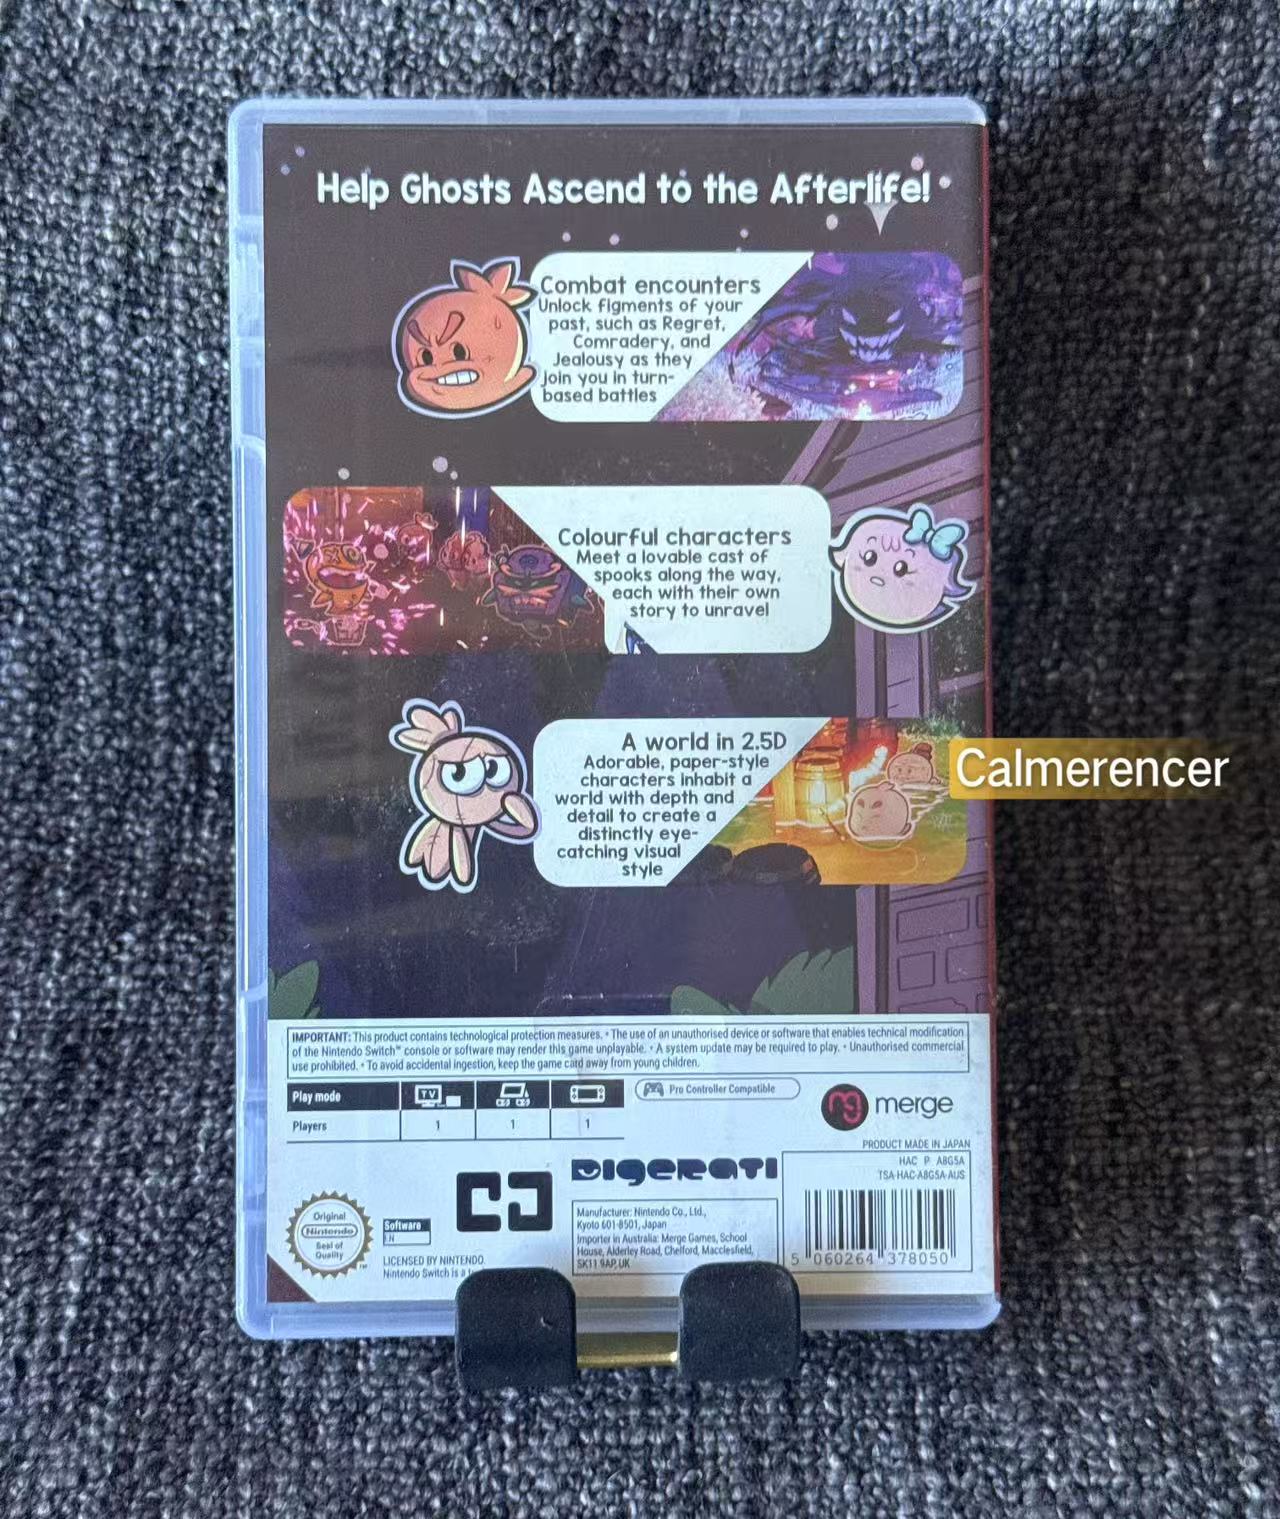 Help Ghosts Ascend to the Afterlife!
Combat encounters
Unlock figments of your
past, such as Regret,
Comradery, and
Jealousy as they
join you in turn-
based battles
Colourful characters
Meet a lovable cast of
spooks along the way,
each with their own
story to unravel
A world in 2.5D
Adorable, paper-style
characters inhabit a
world with depth and
detail to create a
distinctly eye-
catching visual
style
Calmerencer
IMPORTANT: This product contains technological protection measures. • The use of an unauthorised device or software that enables technical modification
of the Nintendo Switch™ console or software may render this game unplayable. • A system update may be required to play. • Unauthorised commercial
use prohibited. • To avoid accidental ingestion, keep the game card away from young children.
Play mode
TV
Players 1 1 1
Pro Controller Compatible
merge
PRODUCT MADE IN JAPAN
HAC P A8G5A
TSA-HAC-A8G5A-AUS
DIGERATI
Manufacturer: Nintendo Co., Ltd.,
Kyoto 601-8501, Japan
Importer in Australia: Merge Games, School
House, Alderley Road, Chelford, Macclesfield,
SK11 9AP, UK
5 060264 378050
Original
Nintendo
Seal of
Quality
TM
Software
EN
LICENSED BY NINTENDO.
Nintendo Switch is a